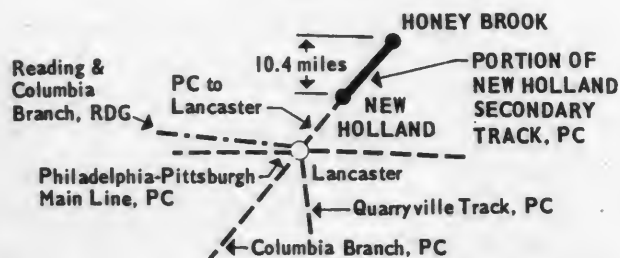 HONEY BROOK
10.4 miles
PORTION OF
NEW HOLLAND
SECONDARY
TRACK, PC
Reading &
Columbia
Branch, RDG
PC to
Lancaster
NEW
HOLLAND
Philadelphia-Pittsburgh
Main Line, PC
Lancaster
Quarryville Track, PC
Columbia Branch, PC